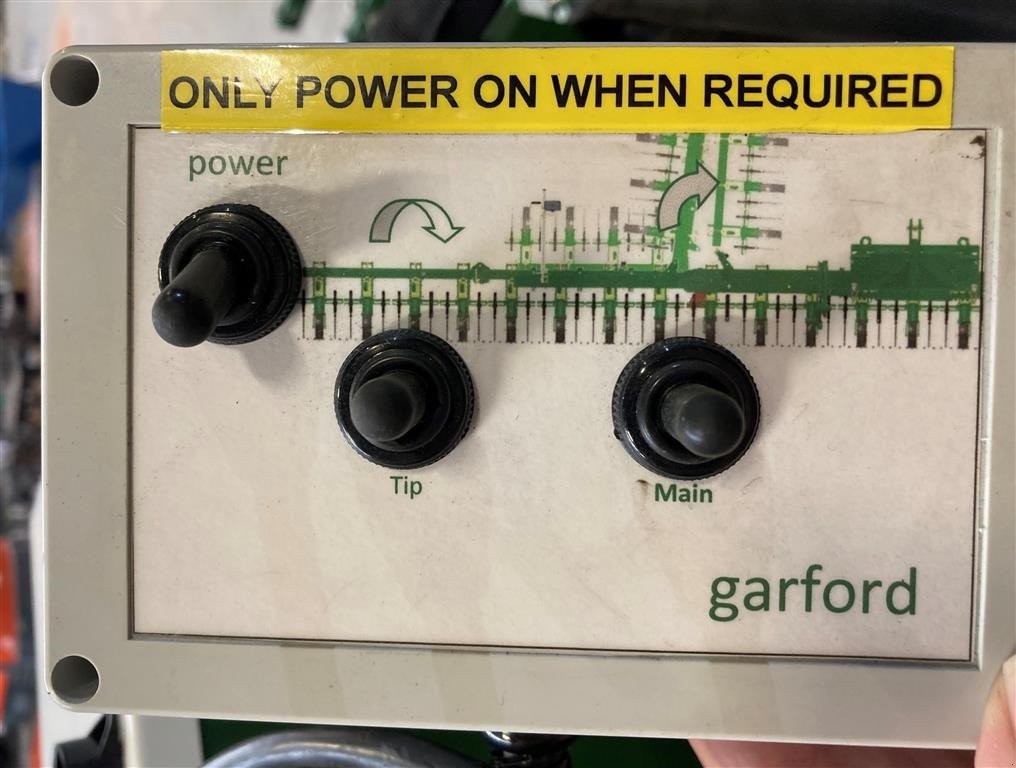 ONLY POWER ON WHEN REQUIRED
power
Tip
Main
garford